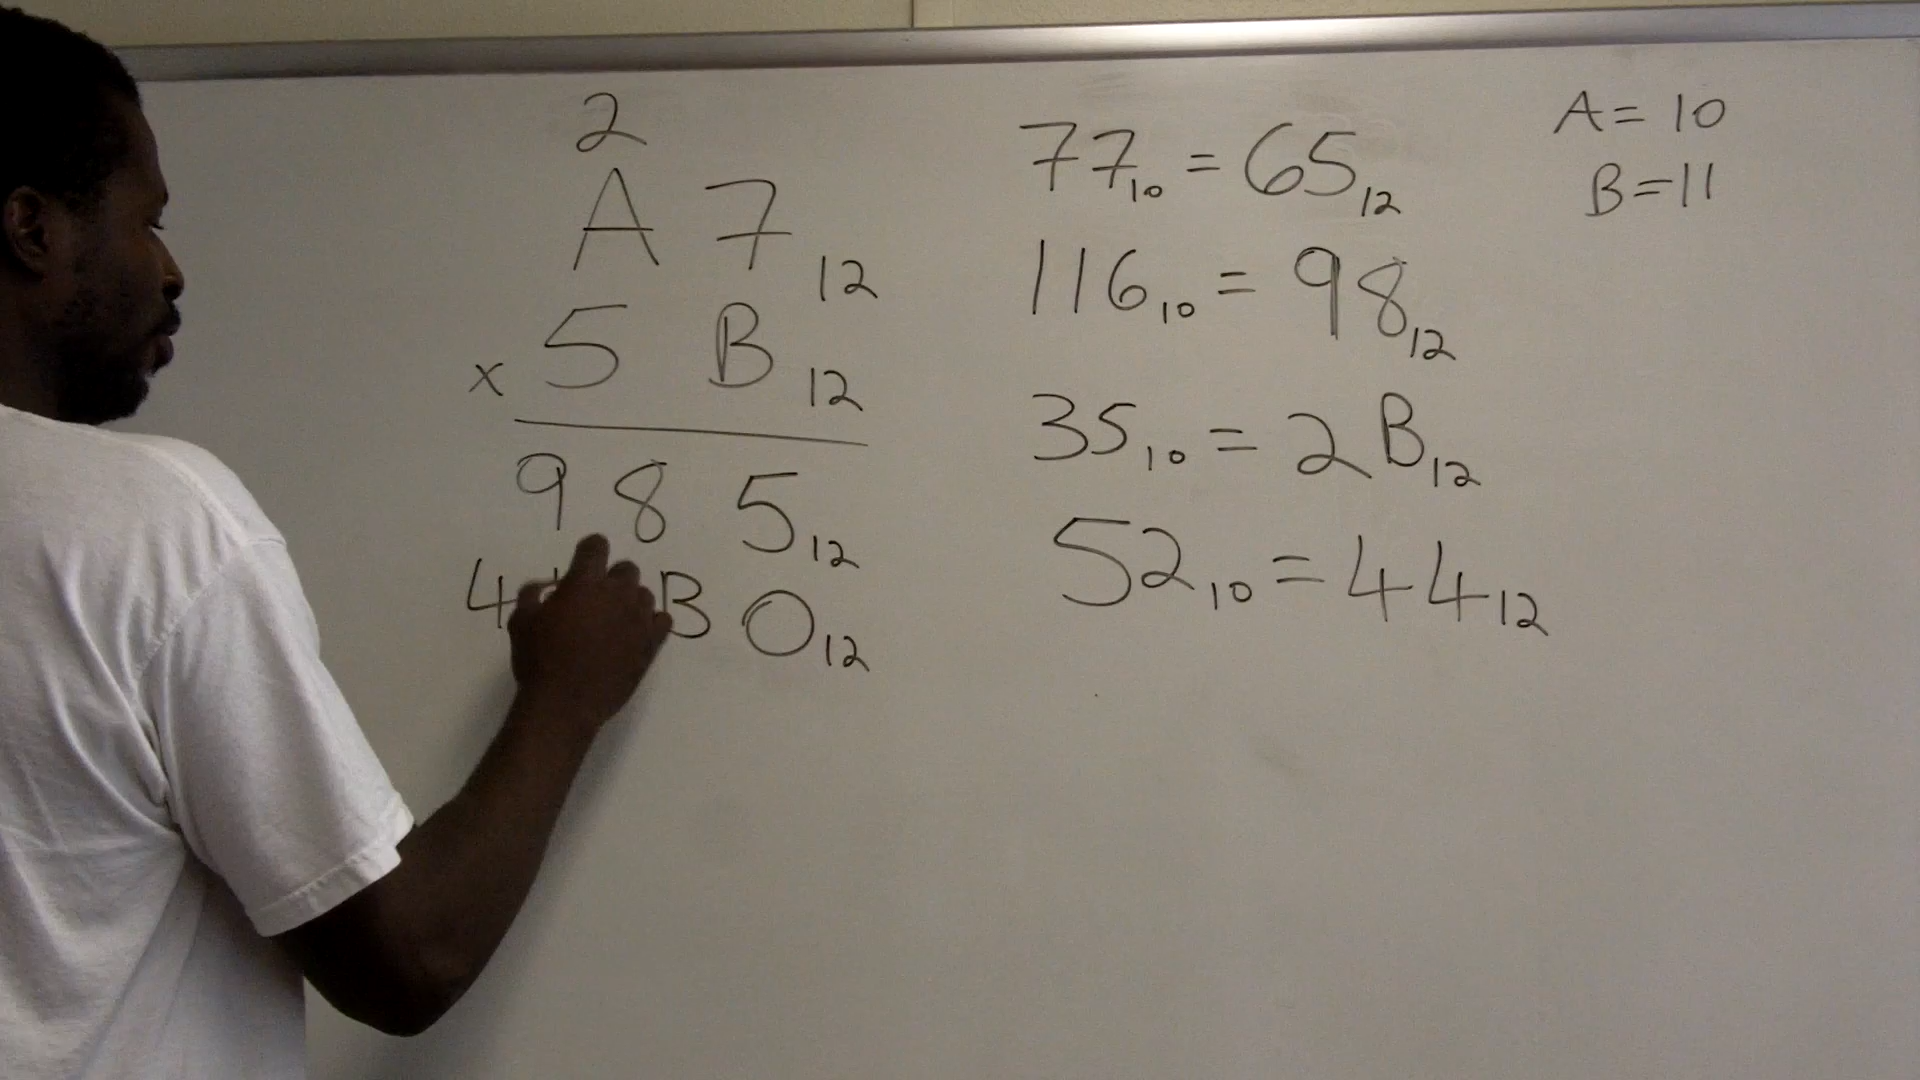 2
A 7 12
x 5 B 12
9 8 5 12
4 B 0 12
77 10 = 65 12
116 10 = 98 12
35 10 = 2B 12
52 10 = 44 12
A = 10
B = 11